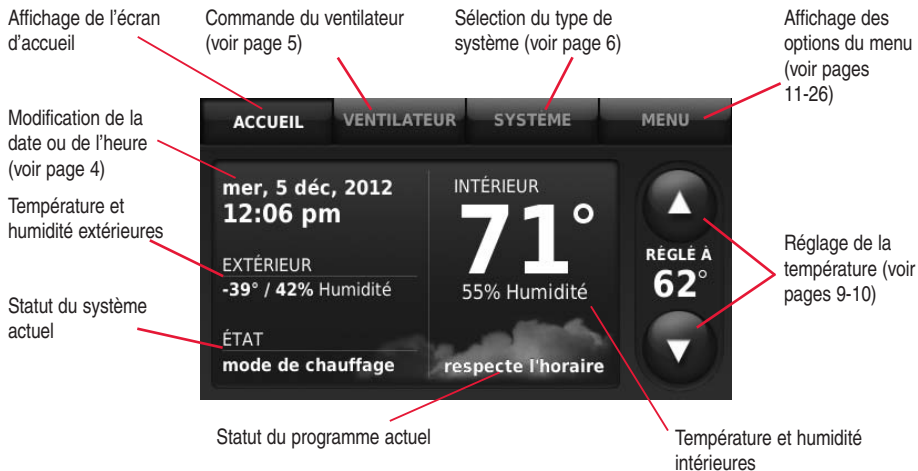 Affichage de l'écran
d'accueil
Commande du ventilateur
(voir page 5)
Sélection du type de
système (voir page 6)
Affichage des
options du menu
(voir pages
11-26)
Modification de la
date ou de l'heure
(voir page 4)
Température et
humidité extérieures
Statut du système
actuel
ACCUEIL
VENTILATEUR
SYSTÈME
MENU
mer, 5 déc, 2012
12:06 pm
EXTÉRIEUR
-39° / 42% Humidité
ÉTAT
mode de chauffage
INTÉRIEUR
71°
55% Humidité
respecte l'horaire
RÉGLÉ À
62°
Réglage de la
température (voir
pages 9-10)
Statut du programme actuel
Température et humidité
intérieures